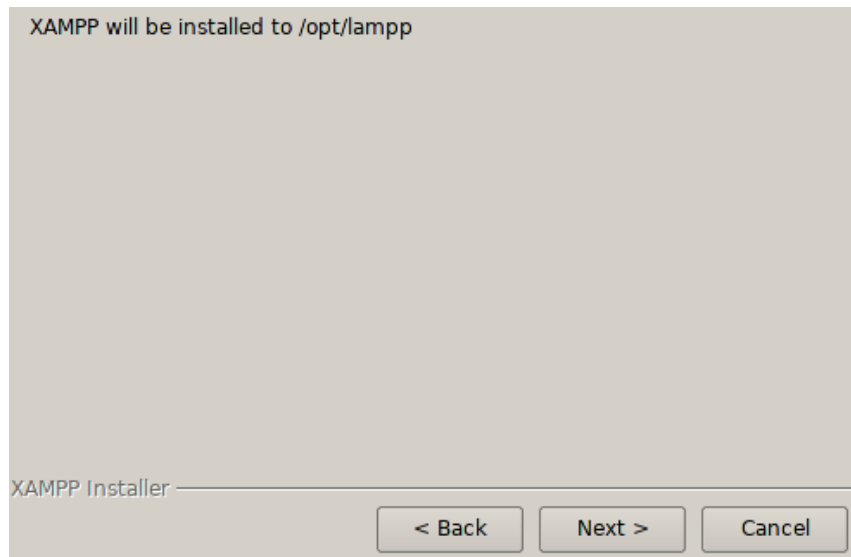 XAMPP will be installed to /opt/lampp
XAMPP Installer
< Back Next > Cancel